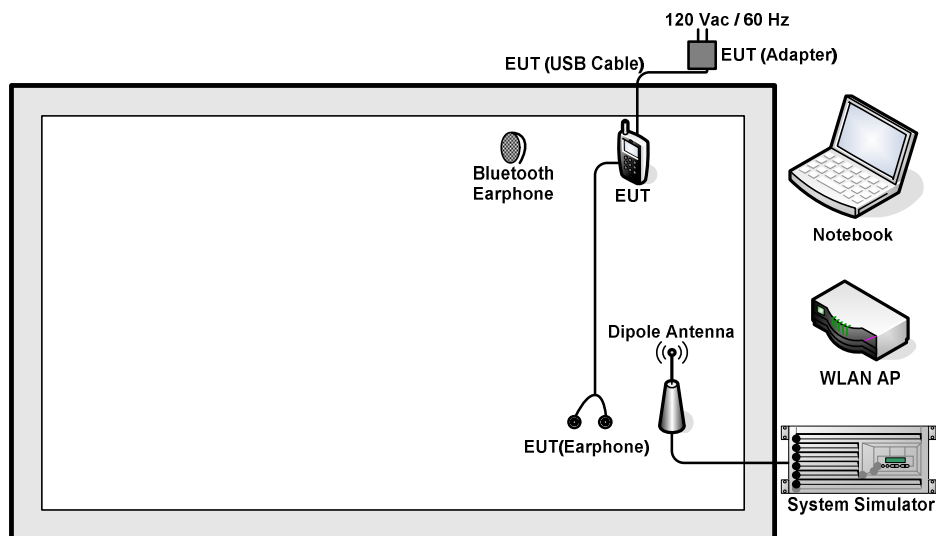 120 Vac / 60 Hz
EUT (Adapter)
EUT (USB Cable)
Bluetooth
Earphone
EUT
Notebook
Dipole Antenna
WLAN AP
EUT(Earphone)
System Simulator